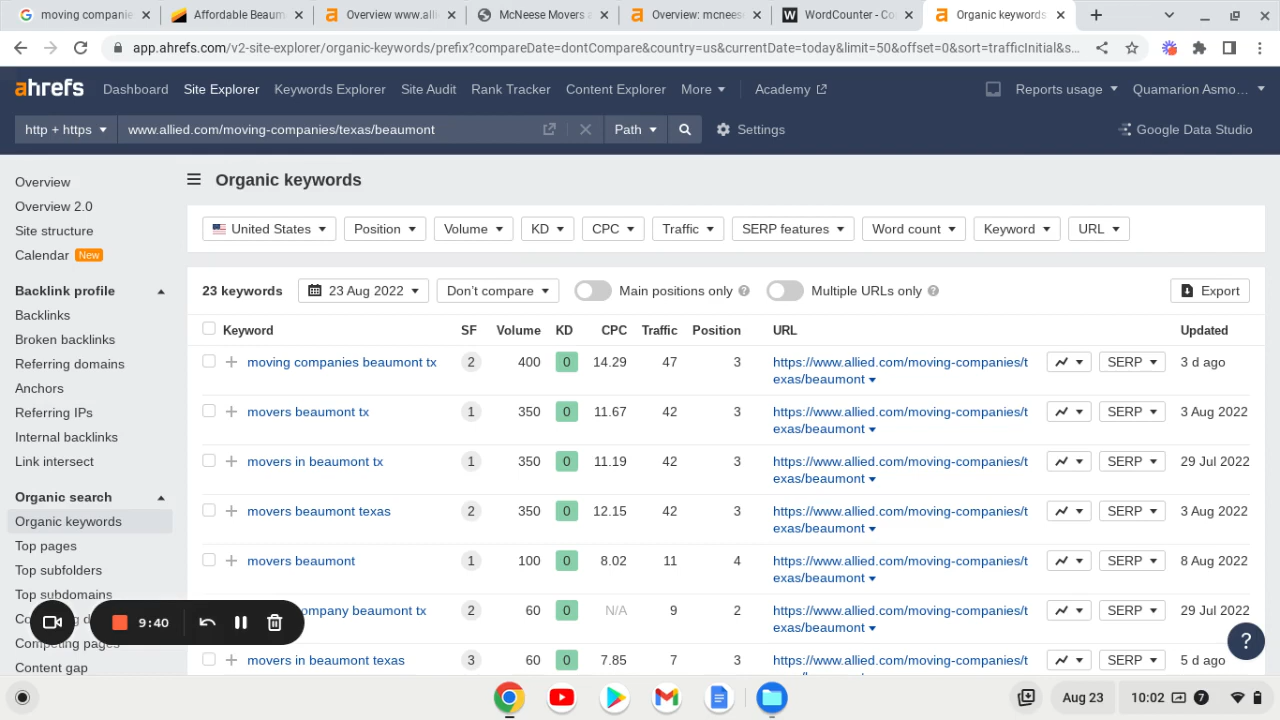 moving companie
Affordable Beaum
Overview www.alli
McNeese Movers a
Overview: mcneese
WordCounter - Co
Organic keywords
app.ahrefs.com/v2-site-explorer/organic-keywords/prefix?compareDate=dontCompare&country=us&currentDate=today&limit=50&offset=0&sort=trafficInitial&s...
ahrefs Dashboard Site Explorer Keywords Explorer Site Audit Rank Tracker Content Explorer More Academy Reports usage Quamarion Asmo...
http + https www.allied.com/moving-companies/texas/beaumont Path Settings Google Data Studio
Overview
Overview 2.0
Site structure
Calendar New
Backlink profile
Backlinks
Broken backlinks
Referring domains
Anchors
Referring IPs
Internal backlinks
Link intersect
Organic search
Organic keywords
Top pages
Top subfolders
Top subdomains
Competing pages
Content gap
Organic keywords
United States Position Volume KD CPC Traffic SERP features Word count Keyword URL
23 keywords 23 Aug 2022 Don't compare Main positions only Multiple URLs only Export
Keyword SF Volume KD CPC Traffic Position URL Updated
moving companies beaumont tx 2 400 0 14.29 47 3 https://www.allied.com/moving-companies/t SERP 3 d ago
exas/beaumont
movers beaumont tx 1 350 0 11.67 42 3 https://www.allied.com/moving-companies/t SERP 3 Aug 2022
exas/beaumont
movers in beaumont tx 1 350 0 11.19 42 3 https://www.allied.com/moving-companies/t SERP 29 Jul 2022
exas/beaumont
movers beaumont texas 2 350 0 12.15 42 3 https://www.allied.com/moving-companies/t SERP 3 Aug 2022
exas/beaumont
movers beaumont 1 100 0 8.02 11 4 https://www.allied.com/moving-companies/t SERP 8 Aug 2022
exas/beaumont
ompany beaumont tx 2 60 0 N/A 9 2 https://www.allied.com/moving-companies/t SERP 29 Jul 2022
exas/beaumont
movers in beaumont texas 3 60 0 7.85 7 3 https://www.allied.com/moving-companies/t SERP 5 d ago
9:40
?
Aug 23 10:02 7